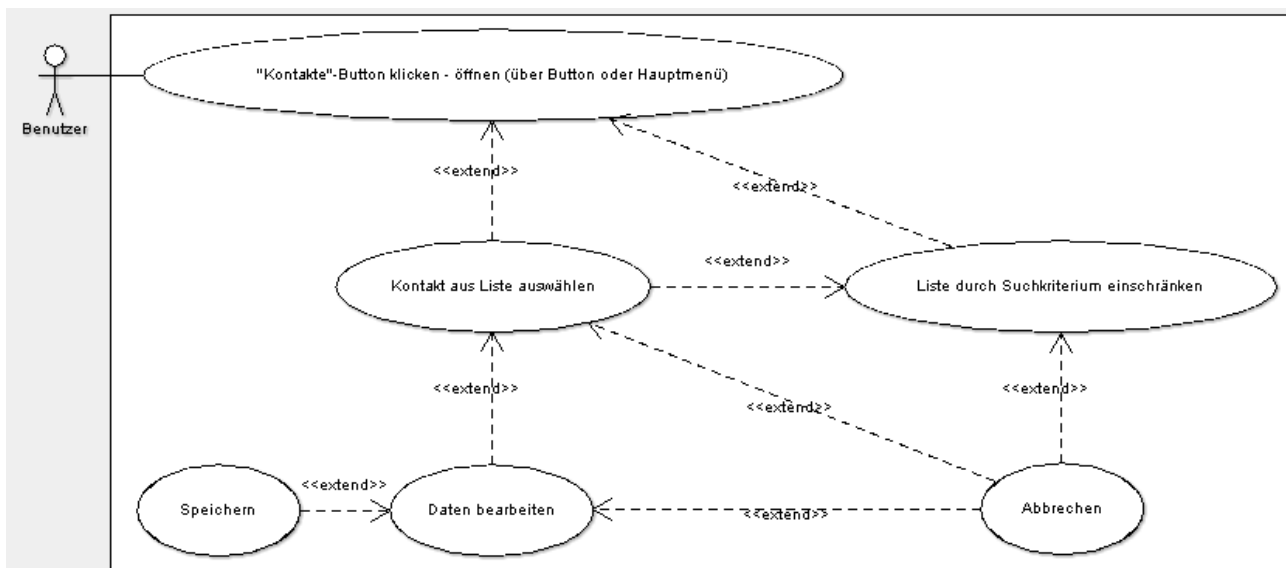 "Kontakte"-Button klicken - öffnen (über Button oder Hauptmenü)
Benutzer
<<extend>>
<<extend>>
<<extend>>
Kontakt aus Liste auswählen
Liste durch Suchkriterium einschränken
<<extend>>
<<extend>>
<<extend>>
<<extend>>
Speichern
Daten bearbeiten
Abbrechen
<<extend>>